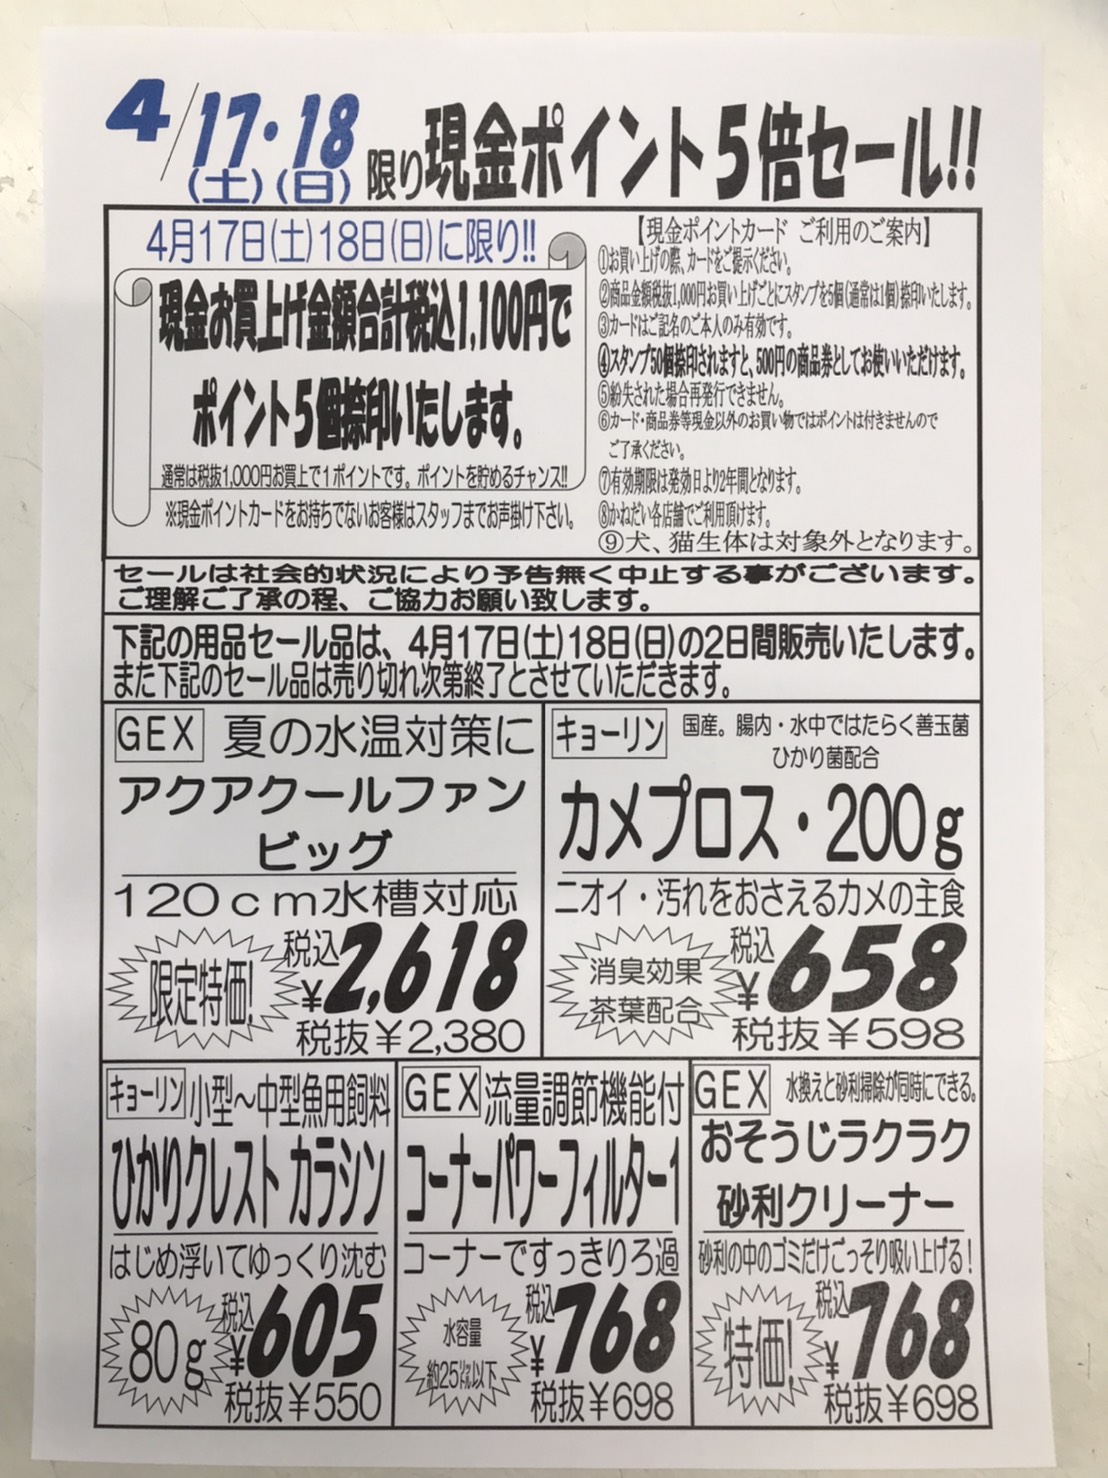 4/17・18限り現金ポイント5倍セール!!
(土)(日)
4月17日(土)18日(日)に限り!!
現金お買上げ金額合計税込1,100円で
ポイント5個捺印いたします。
通常は税抜1,000円お買上で1ポイントです。ポイントを貯めるチャンス!!
※現金ポイントカードをお持ちでないお客様はスタッフまでお声掛け下さい。
【現金ポイントカード ご利用のご案内】
①お買い上げの際、カードをご提示ください。
②商品金額税抜1,000円お買い上げごとにスタンプを5個(通常は1個)捺印いたします。
③カードはご記名のご本人のみ有効です。
④スタンプ50個捺印されますと、500円の商品券としてお使いいただけます。
⑤紛失された場合再発行できません。
⑥カード・商品券等現金以外のお買い物ではポイントは付きませんので
ご了承ください。
⑦有効期限は発効日より2年間となります。
⑧かねだい各店舗でご利用頂けます。
⑨犬、猫生体は対象外となります。
セールは社会的状況により予告無く中止する事がございます。
ご理解ご了承の程、ご協力お願い致します。
下記の用品セール品は、4月17日(土)18日(日)の2日間販売いたします。
また下記のセール品は売り切れ次第終了とさせていただきます。
GEX 夏の水温対策に
アクアクールファン
ビッグ
120cm水槽対応
限定特価!
税込
¥2,618
税抜¥2,380
キョーリン
国産。腸内・水中ではたらく善玉菌
ひかり菌配合
カメプロス・200g
ニオイ・汚れをおさえるカメの主食
消臭効果
茶葉配合
税込
¥658
税抜¥598
キョーリン 小型~中型魚用飼料
ひかりクレスト カラシン
はじめ浮いてゆっくり沈む
80g
税込
¥605
税抜¥550
GEX 流量調節機能付
コーナーパワーフィルター1
コーナーですっきりろ過
水容量
約25リットル以下
税込
¥768
税抜¥698
GEX 水換えと砂利掃除が同時にできる。
おそうじラクラク
砂利クリーナー
砂利の中のゴミだけごっそり吸い上げる!
特価!
税込
¥768
税抜¥698